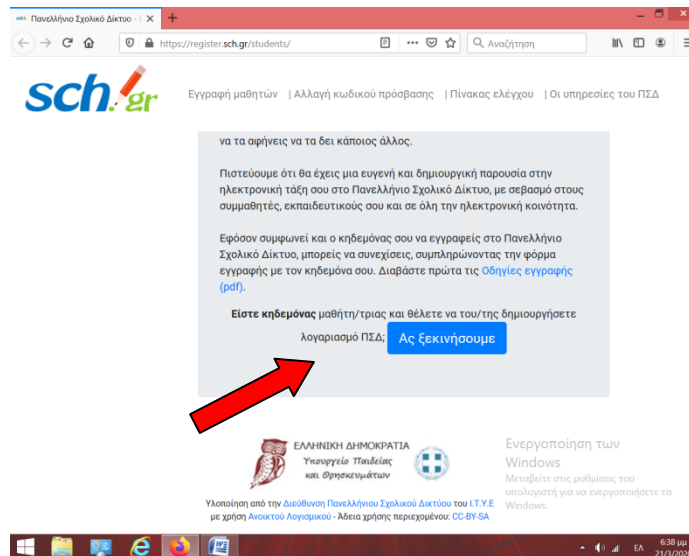 Πανελλήνιο Σχολικό Δίκτυο -
https://register.sch.gr/students/
Αναζήτηση
sch.gr
Εγγραφή μαθητών | Αλλαγή κωδικού πρόσβασης | Πίνακας ελέγχου | Οι υπηρεσίες του ΠΣΔ
να τα αφήνεις να τα δει κάποιος άλλος.
Πιστεύουμε ότι θα έχεις μια ευγενή και δημιουργική παρουσία στην
ηλεκτρονική τάξη σου στο Πανελλήνιο Σχολικό Δίκτυο, με σεβασμό στους
συμμαθητές, εκπαιδευτικούς σου και σε όλη την ηλεκτρονική κοινότητα.
Εφόσον συμφωνεί και ο κηδεμόνας σου να εγγραφείς στο Πανελλήνιο
Σχολικό Δίκτυο, μπορείς να συνεχίσεις, συμπληρώνοντας την φόρμα
εγγραφής με τον κηδεμόνα σου. Διαβάστε πρώτα τις Οδηγίες εγγραφής
(pdf).
Είστε κηδεμόνας μαθητή/τριας και θέλετε να του/της δημιουργήσετε
λογαριασμό ΠΣΔ; Ας ξεκινήσουμε
ΕΛΛΗΝΙΚΗ ΔΗΜΟΚΡΑΤΙΑ
Υπουργείο Παιδείας
και Θρησκευμάτων
Υλοποίηση από την Διεύθυνση Πανελλήνιου Σχολικού Δικτύου του Ι.Τ.Υ.Ε
με χρήση Ανοικτού Λογισμικού - Άδεια χρήσης περιεχομένου: CC-BY-SA
Ενεργοποίηση των
Windows
Μεταβείτε στις ρυθμίσεις του
υπολογιστή για να ενεργοποιήσετε τα
Windows.
ΕΛ
6:38 μμ
21/3/202